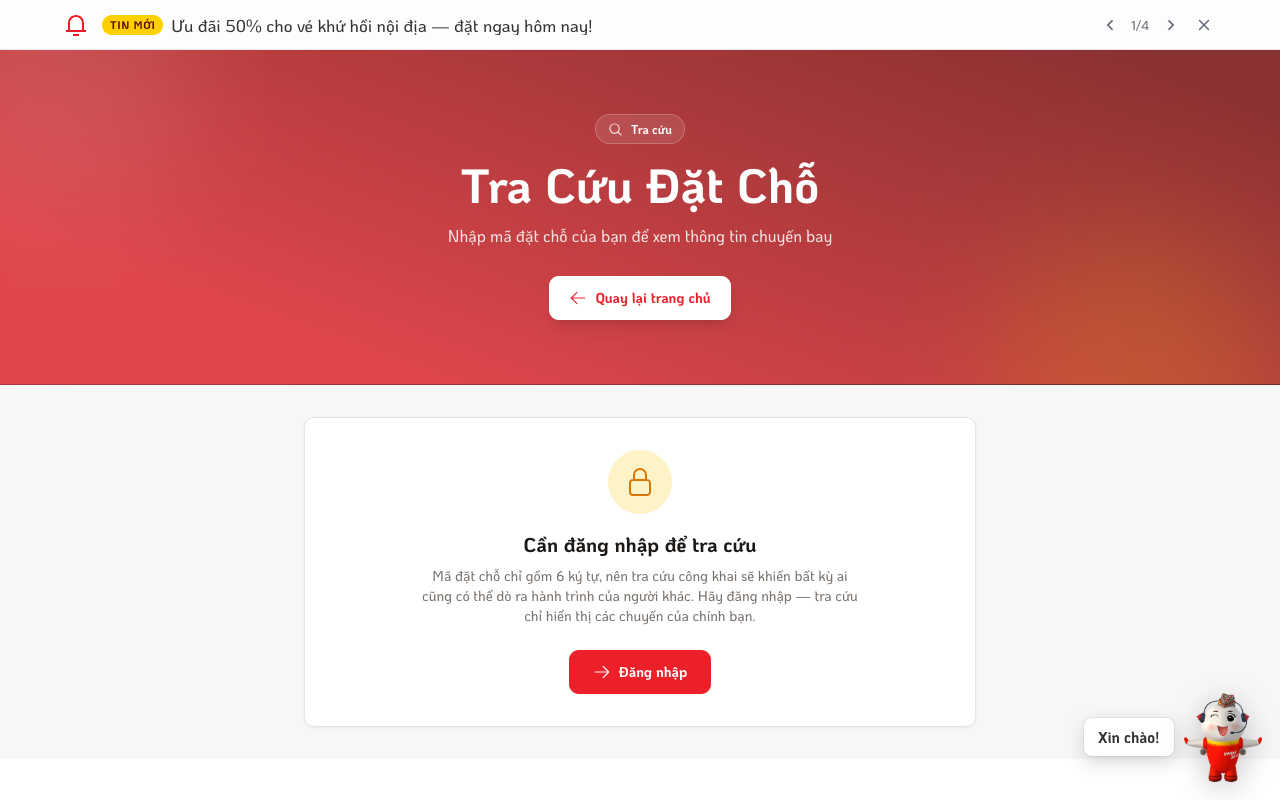 TIN MỚI Ưu đãi 50% cho vé khứ hồi nội địa — đặt ngay hôm nay! 1/4
Tra cứu
Tra Cứu Đặt Chỗ
Nhập mã đặt chỗ của bạn để xem thông tin chuyến bay
Quay lại trang chủ
Cần đăng nhập để tra cứu
Mã đặt chỗ chỉ gồm 6 ký tự, nên tra cứu công khai sẽ khiến bất kỳ ai
cũng có thể dò ra hành trình của người khác. Hãy đăng nhập — tra cứu
chỉ hiển thị các chuyến của chính bạn.
Đăng nhập
Xin chào!